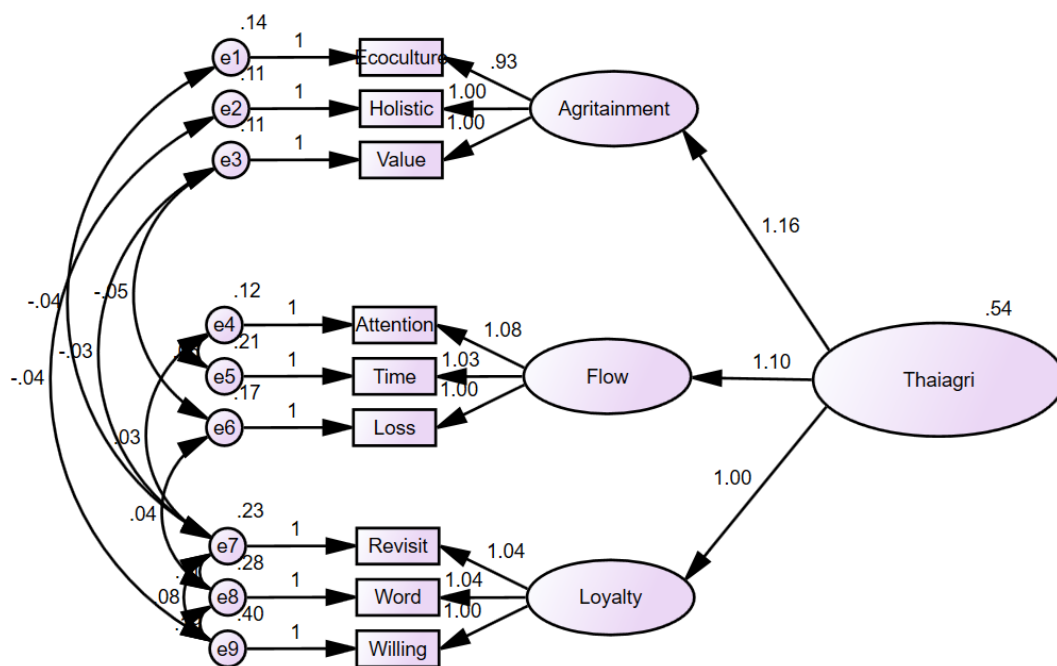 .14
e1
1
Ecoculture
.93
.11
e2
1
Holistic
1.00
Agritainment
.11
e3
1
Value
1.00
1.16
-.04
-.05
-.03
-.04
.12
e4
1
Attention
1.08
.54
.21
e5
1
Time
1.03
Flow
1.10
Thaiagri
.17
e6
1
Loss
1.00
.03
.04
1.00
.23
e7
1
Revisit
1.04
.28
e8
1
Word
1.04
Loyalty
08
.40
e9
1
Willing
1.00